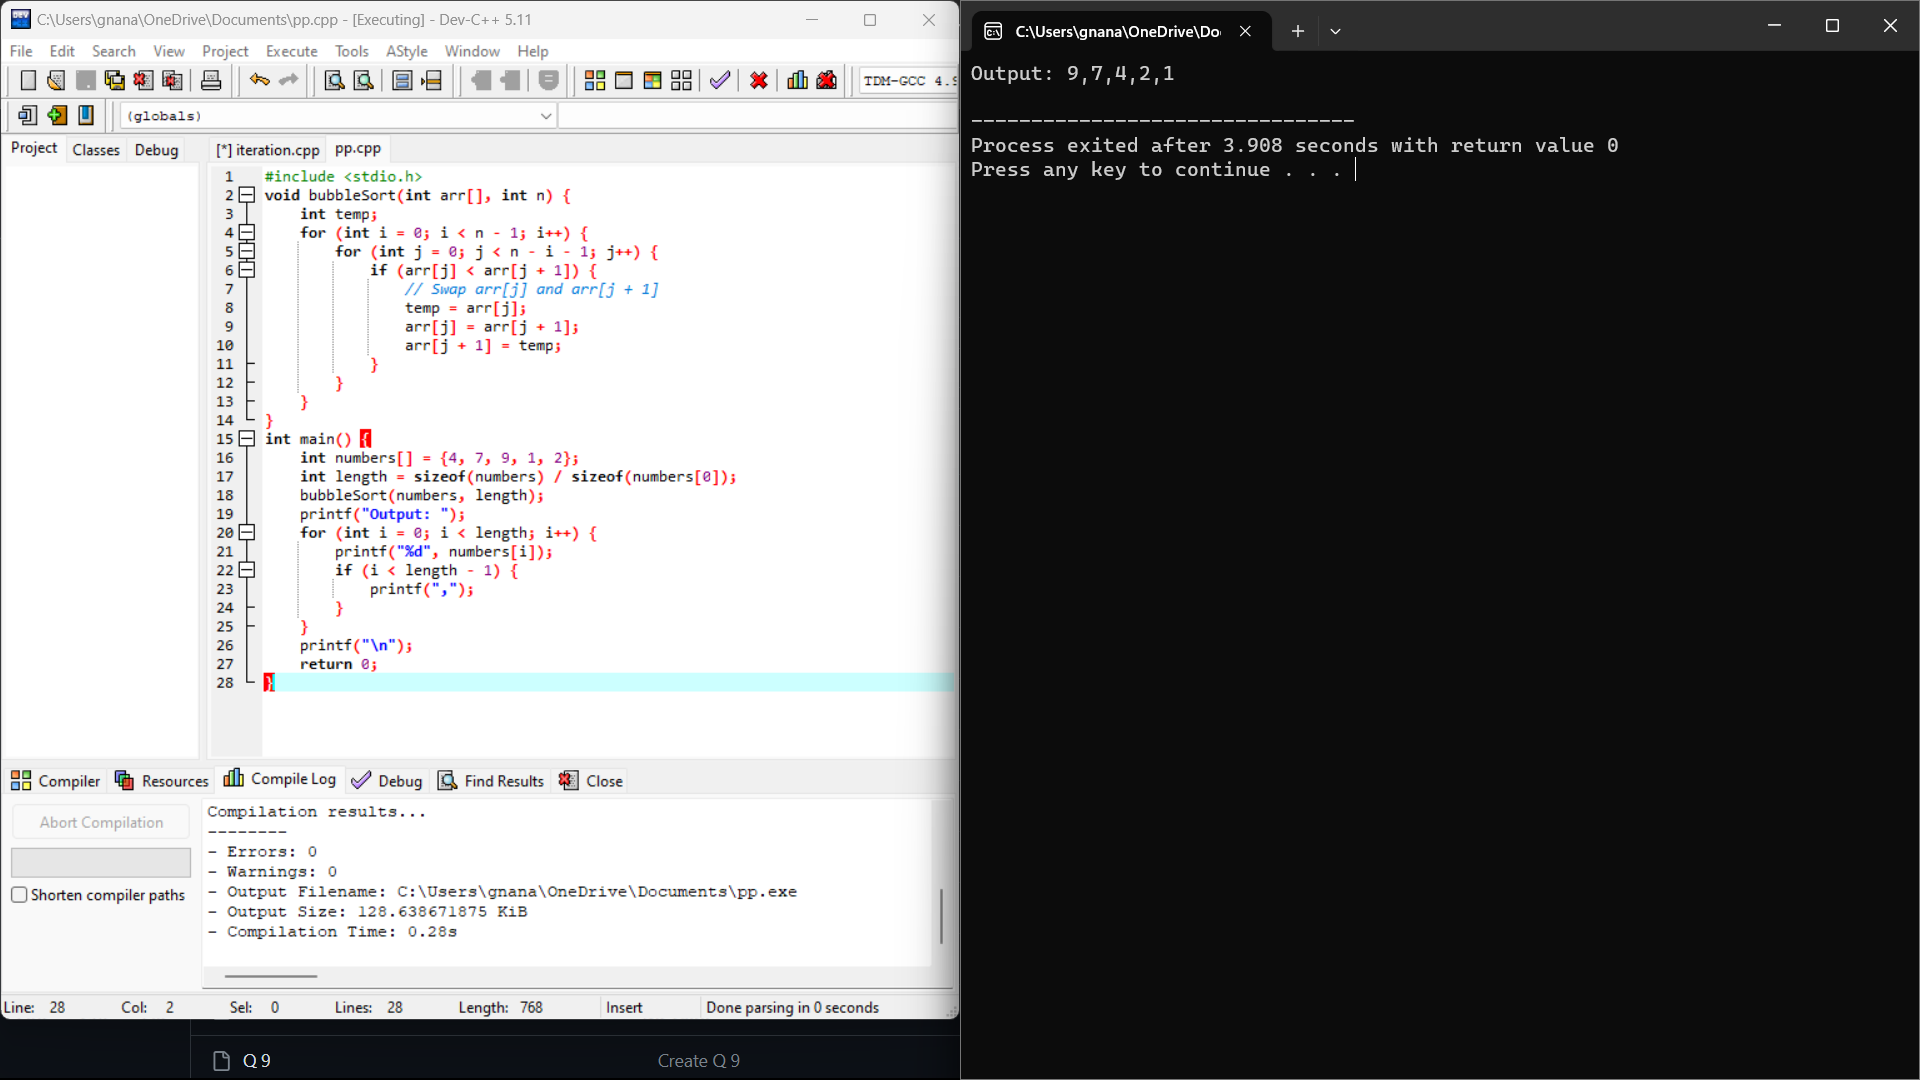 C:\Users\gnana\OneDrive\Documents\pp.cpp - [Executing] - Dev-C++ 5.11
File Edit Search View Project Execute Tools AStyle Window Help
TDM-GCC 4.9
(globals)
Project Classes Debug
[*] iteration.cpp pp.cpp
1 #include <stdio.h>
2 void bubbleSort(int arr[], int n) {
3     int temp;
4     for (int i = 0; i < n - 1; i++) {
5         for (int j = 0; j < n - i - 1; j++) {
6             if (arr[j] < arr[j + 1]) {
7                 // Swap arr[j] and arr[j + 1]
8                 temp = arr[j];
9                 arr[j] = arr[j + 1];
10                 arr[j + 1] = temp;
11             }
12         }
13     }
14 }
15 int main() {
16     int numbers[] = {4, 7, 9, 1, 2};
17     int length = sizeof(numbers) / sizeof(numbers[0]);
18     bubbleSort(numbers, length);
19     printf("Output: ");
20     for (int i = 0; i < length; i++) {
21         printf("%d", numbers[i]);
22         if (i < length - 1) {
23             printf(",");
24         }
25     }
26     printf("\n");
27     return 0;
28 }
Compiler Resources Compile Log Debug Find Results Close
Abort Compilation
Shorten compiler paths
Compilation results...
--------
- Errors: 0
- Warnings: 0
- Output Filename: C:\Users\gnana\OneDrive\Documents\pp.exe
- Output Size: 128.638671875 KiB
- Compilation Time: 0.28s
Line: 28 Col: 2 Sel: 0 Lines: 28 Length: 768 Insert Done parsing in 0 seconds
Q 9 Create Q 9
C:\Users\gnana\OneDrive\Do
Output: 9,7,4,2,1
--------------------------------
Process exited after 3.908 seconds with return value 0
Press any key to continue . . .